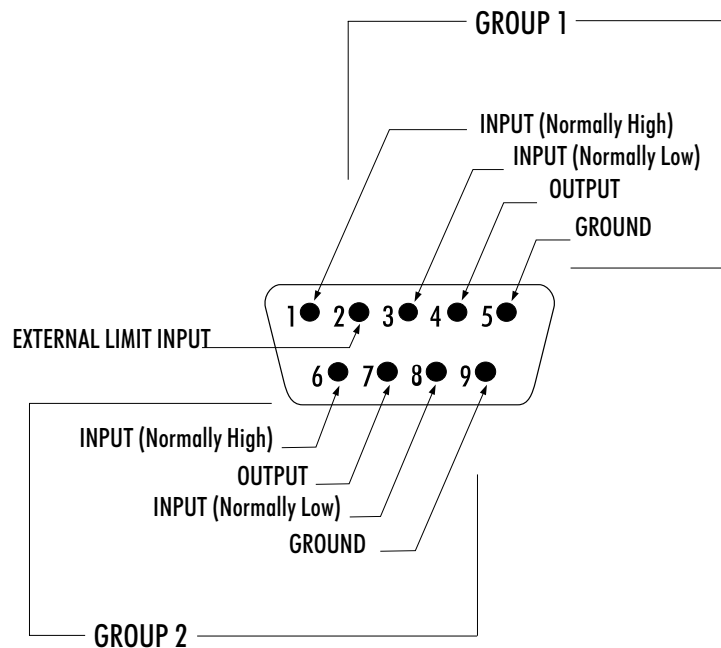 GROUP 1
INPUT (Normally High)
INPUT (Normally Low)
OUTPUT
GROUND
1 2 3 4 5
EXTERNAL LIMIT INPUT
6 7 8 9
INPUT (Normally High)
OUTPUT
INPUT (Normally Low)
GROUND
GROUP 2